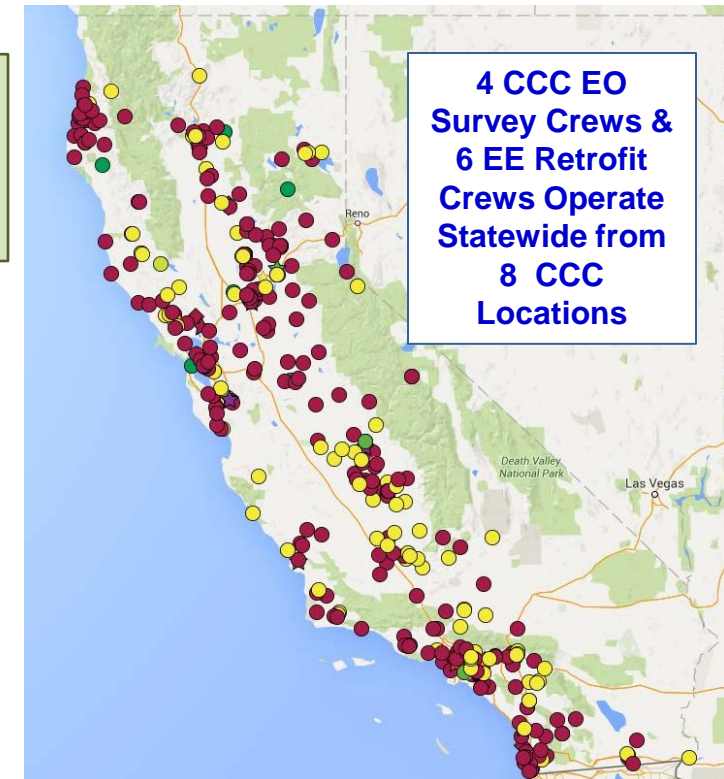 4 CCC EO
Survey Crews &
6 EE Retrofit
Crews Operate
Statewide from
8 CCC
Locations
Reno
Death Valley
National Park
Las Vegas